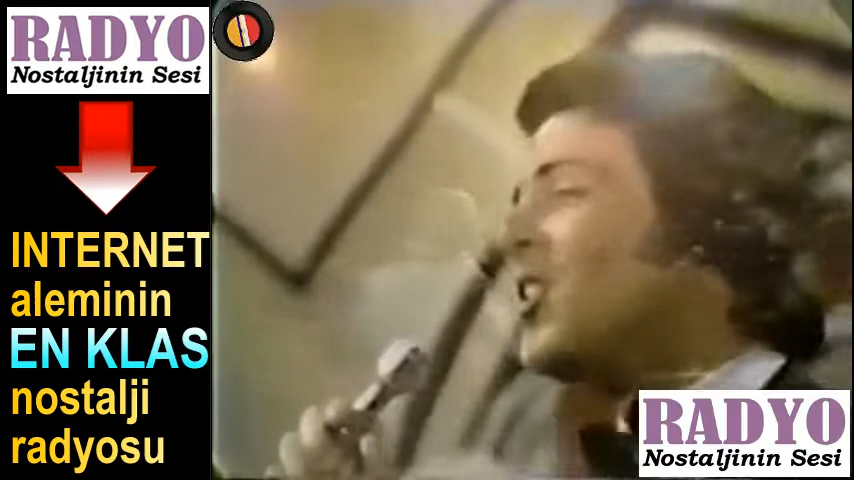 RADYO
Nostaljinin Sesi
INTERNET
aleminin
EN KLAS
nostalji
radyosu
RADYO
Nostaljinin Sesi